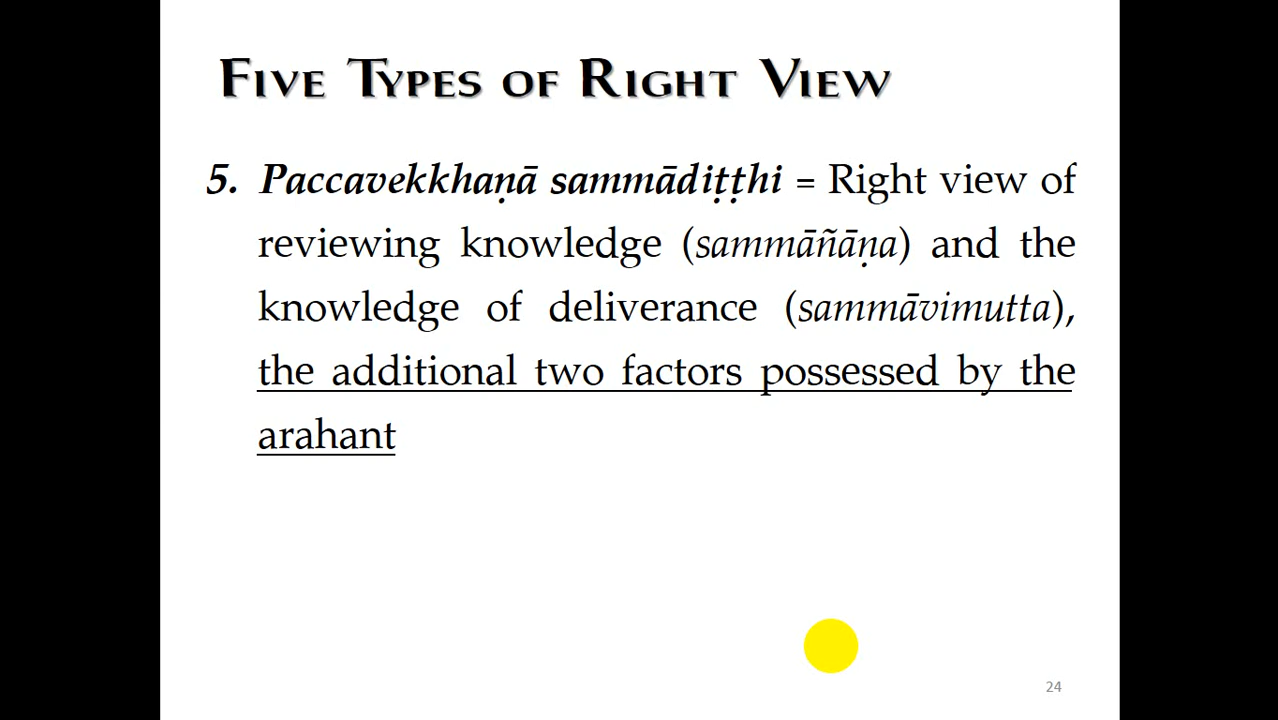 Five Types of Right View
5. Paccavekkhaṇā sammādiṭṭhi = Right view of
reviewing knowledge (sammāñāṇa) and the
knowledge of deliverance (sammāvimutta),
the additional two factors possessed by the
arahant
24